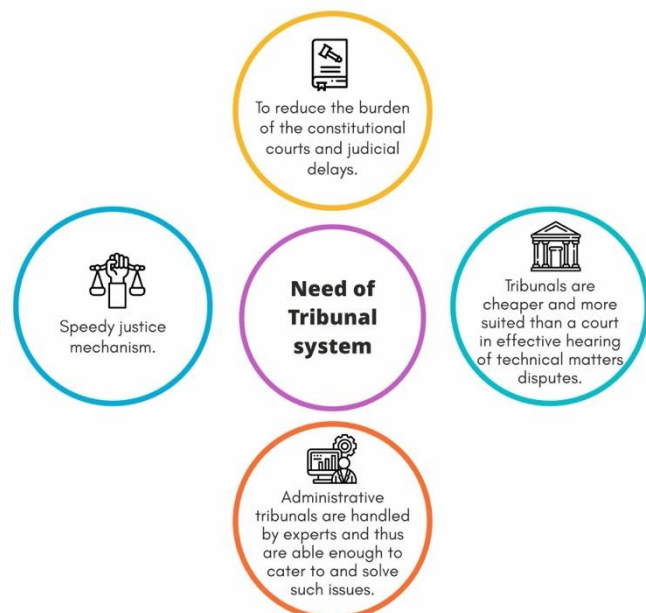 To reduce the burden
of the constitutional
courts and judicial
delays.
Speedy justice
mechanism.
Need of
Tribunal
system
Tribunals are
cheaper and more
suited than a court
in effective hearing
of technical matters
disputes.
Administrative
tribunals are handled
by experts and thus
are able enough to
cater to and solve
such issues.